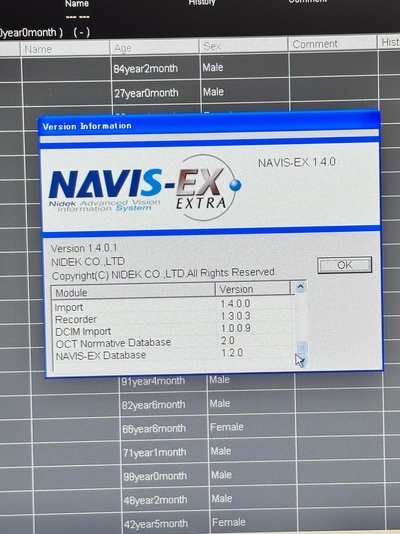 Name
History
-- --
0year0month ) ( - )
Name Age Sex Comment Hist
84year2month Male
27year0month Male
Version Information
NAVIS-EX
EXTRA
Nidek Advanced Vision
Information System
NAVIS-EX 1.4.0
Version 1.4.0.1
NIDEK CO.,LTD
Copyright(C) NIDEK CO.,LTD All Rights Reserved.
OK
Module Version
Import 1.4.0.0
Recorder 1.3.0.3
DCIM Import 1.0.0.9
OCT Normative Database 2.0
NAVIS-EX Database 1.2.0
91year4month Male
82year6month Male
66year6month Female
71year1month Male
98year0month Male
46year2month Male
42year5month Female